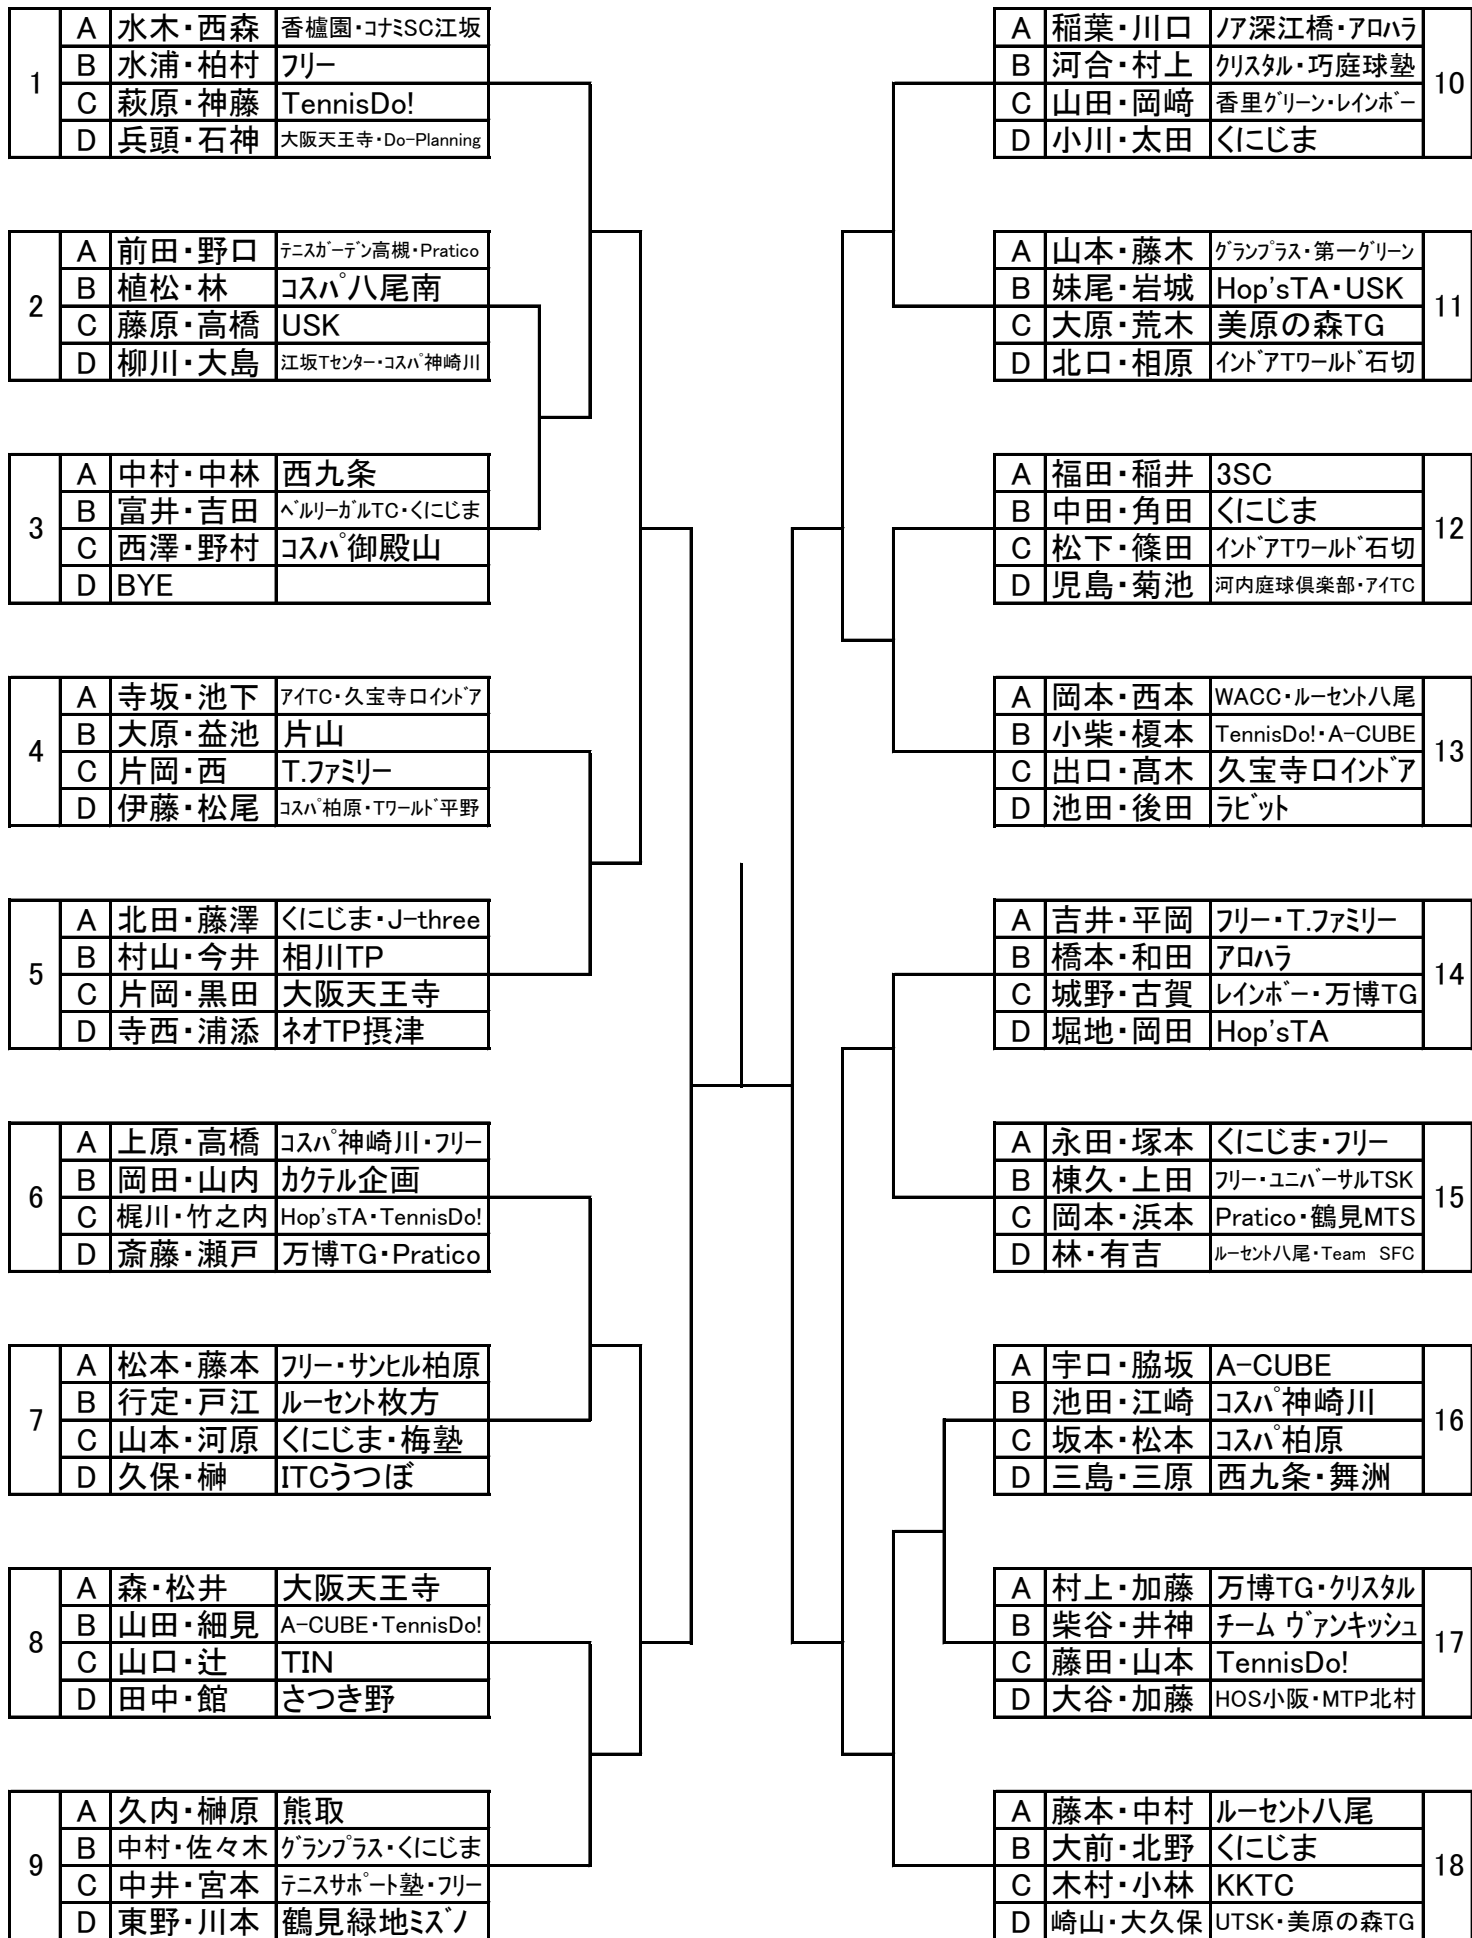 1
A 水木・西森 香櫨園・コナミSC江坂
B 水浦・柏村 フリー
C 萩原・神藤 TennisDo!
D 兵頭・石神 大阪天王寺・Do-Planning
2
A 前田・野口 テニスガーデン高槻・Pratico
B 植松・林 コスパ八尾南
C 藤原・高橋 USK
D 柳川・大島 江坂Tセンター・コスパ神崎川
3
A 中村・中林 西九条
B 富井・吉田 ベルリーガルTC・くにじま
C 西澤・野村 コスパ御殿山
D BYE
4
A 寺坂・池下 アイTC・久宝寺口インドア
B 大原・益池 片山
C 片岡・西 T.ファミリー
D 伊藤・松尾 コスパ柏原・Tワールド平野
5
A 北田・藤澤 くにじま・J-three
B 村山・今井 相川TP
C 片岡・黒田 大阪天王寺
D 寺西・浦添 ネオTP摂津
6
A 上原・高橋 コスパ神崎川・フリー
B 岡田・山内 カクテル企画
C 梶川・竹之内 Hop'sTA・TennisDo!
D 斎藤・瀬戸 万博TG・Pratico
7
A 松本・藤本 フリー・サンヒル柏原
B 行定・戸江 ルーセント枚方
C 山本・河原 くにじま・梅塾
D 久保・榊 ITCうつぼ
8
A 森・松井 大阪天王寺
B 山田・細見 A-CUBE・TennisDo!
C 山口・辻 TIN
D 田中・館 さつき野
9
A 久内・榊原 熊取
B 中村・佐々木 グランプラス・くにじま
C 中井・宮本 テニスサポート塾・フリー
D 東野・川本 鶴見緑地ミズノ
10
A 稲葉・川口 ノア深江橋・アロハラ
B 河合・村上 クリスタル・巧庭球塾
C 山田・岡﨑 香里グリーン・レインボー
D 小川・太田 くにじま
11
A 山本・藤木 グランプラス・第一グリーン
B 妹尾・岩城 Hop'sTA・USK
C 大原・荒木 美原の森TG
D 北口・相原 インドアTワールド石切
12
A 福田・稲井 3SC
B 中田・角田 くにじま
C 松下・篠田 インドアTワールド石切
D 児島・菊池 河内庭球倶楽部・アイTC
13
A 岡本・西本 WACC・ルーセント八尾
B 小柴・榎本 TennisDo!・A-CUBE
C 出口・髙木 久宝寺口インドア
D 池田・後田 ラビット
14
A 吉井・平岡 フリー・T.ファミリー
B 橋本・和田 アロハラ
C 城野・古賀 レインボー・万博TG
D 堀地・岡田 Hop'sTA
15
A 永田・塚本 くにじま・フリー
B 棟久・上田 フリー・ユニバーサルTSK
C 岡本・浜本 Pratico・鶴見MTS
D 林・有吉 ルーセント八尾・Team SFC
16
A 宇口・脇坂 A-CUBE
B 池田・江崎 コスパ神崎川
C 坂本・松本 コスパ柏原
D 三島・三原 西九条・舞洲
17
A 村上・加藤 万博TG・クリスタル
B 柴谷・井神 チーム ヴァンキッシュ
C 藤田・山本 TennisDo!
D 大谷・加藤 HOS小阪・MTP北村
18
A 藤本・中村 ルーセント八尾
B 大前・北野 くにじま
C 木村・小林 KKTC
D 崎山・大久保 UTSK・美原の森TG